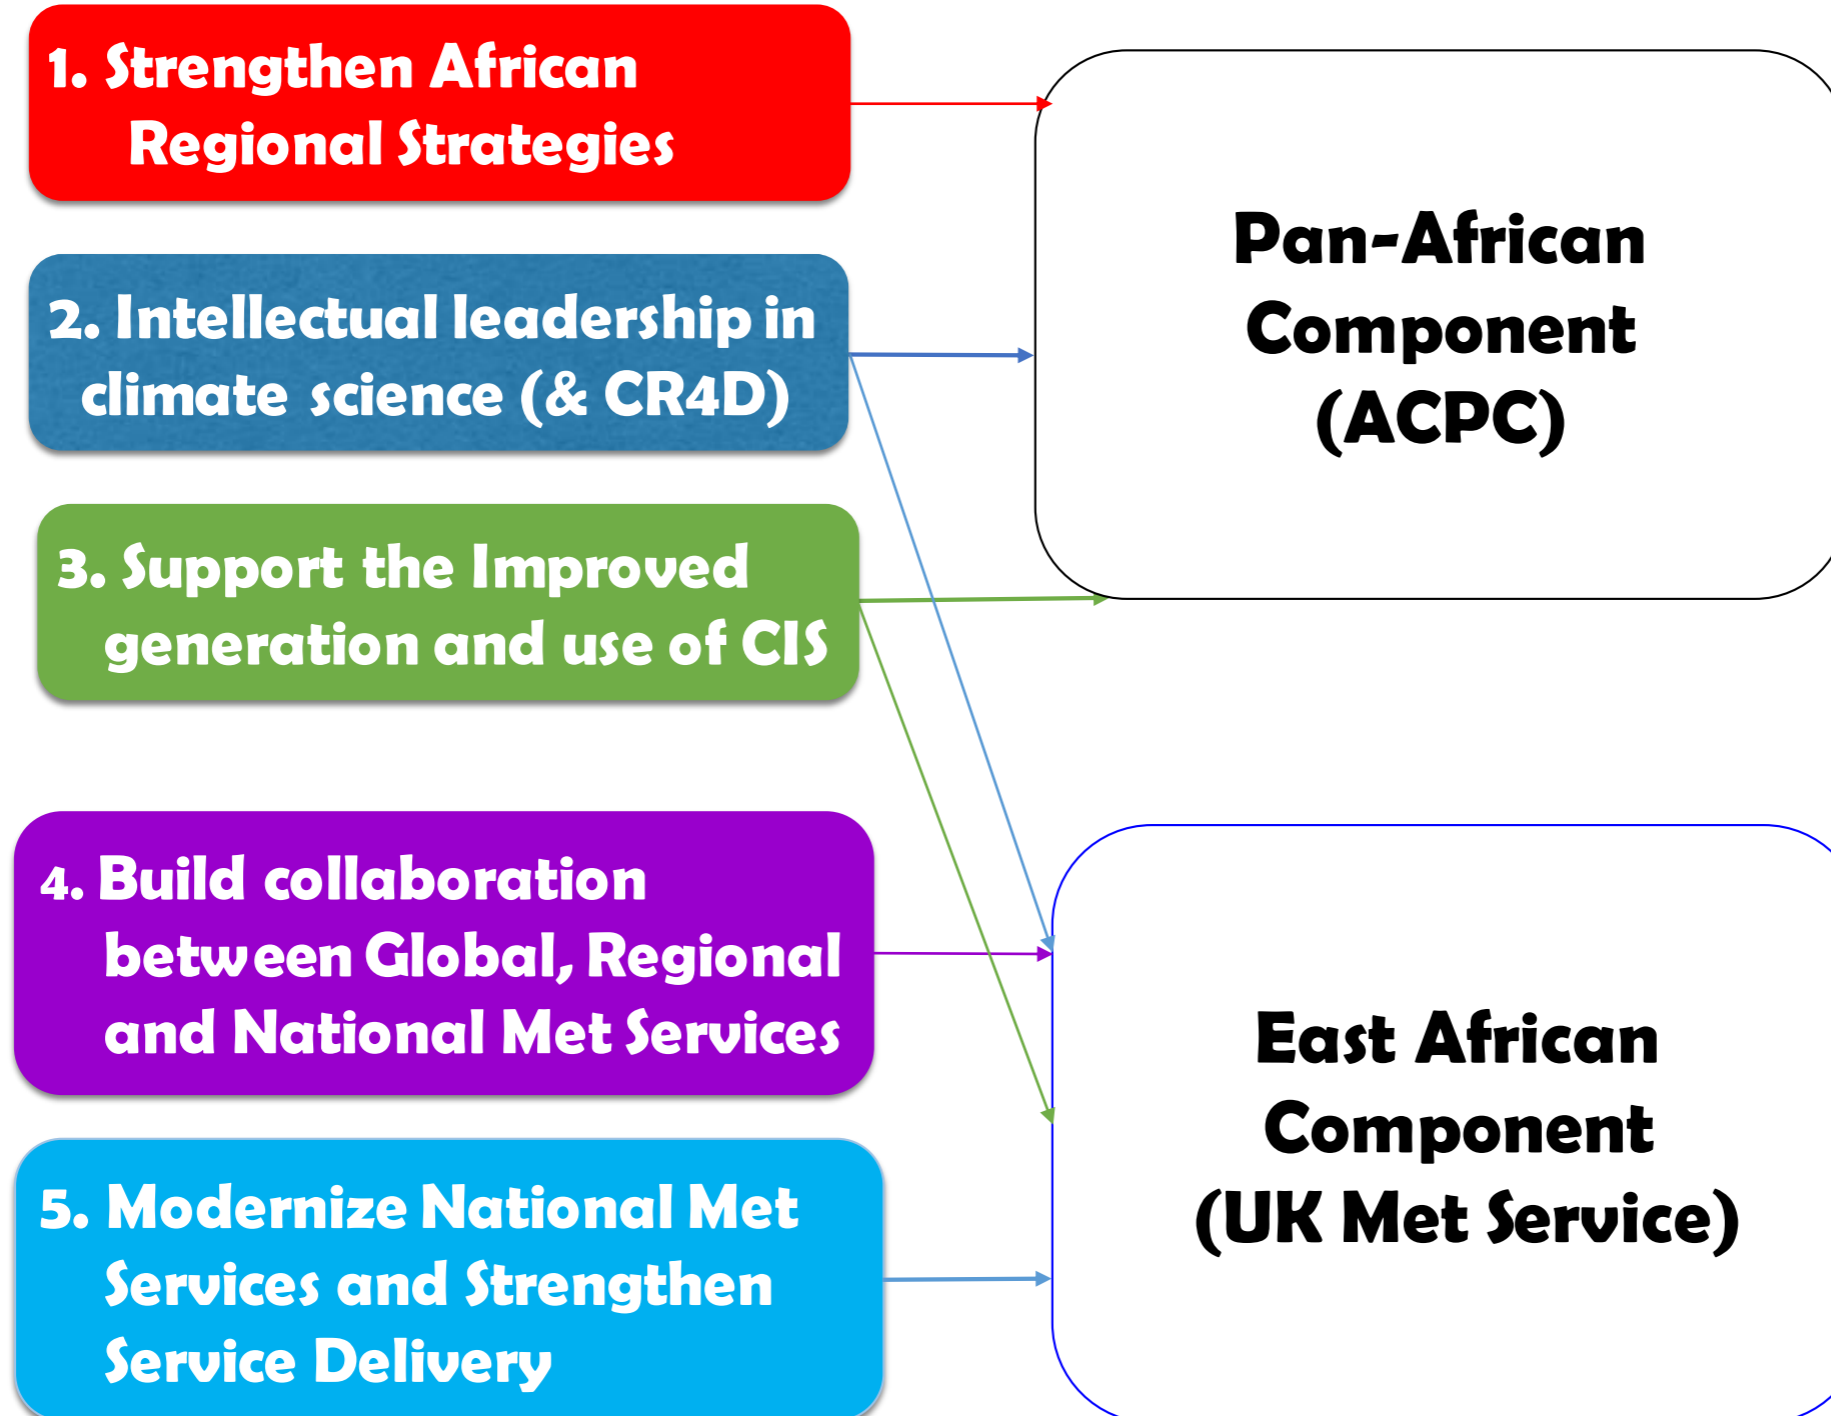 1. Strengthen African
Regional Strategies
2. Intellectual leadership in
climate science (& CR4D)
3. Support the Improved
generation and use of CIS
4. Build collaboration
between Global, Regional
and National Met Services
5. Modernize National Met
Services and Strengthen
Service Delivery
Pan-African
Component
(ACPC)
East African
Component
(UK Met Service)